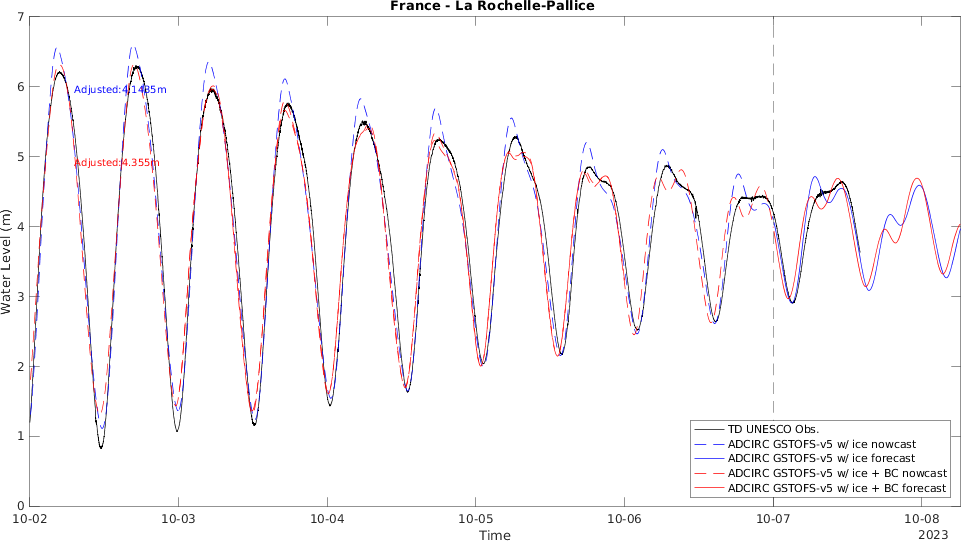 France - La Rochelle-Pallice
7
6
5
4
3
2
1
0
Water Level (m)
Adjusted:4.1485m
Adjusted:4.355m
TD UNESCO Obs.
ADCIRC GSTOFS-v5 w/ ice nowcast
ADCIRC GSTOFS-v5 w/ ice forecast
ADCIRC GSTOFS-v5 w/ ice + BC nowcast
ADCIRC GSTOFS-v5 w/ ice + BC forecast
10-02 10-03 10-04 10-05 10-06 10-07 10-08
Time
2023